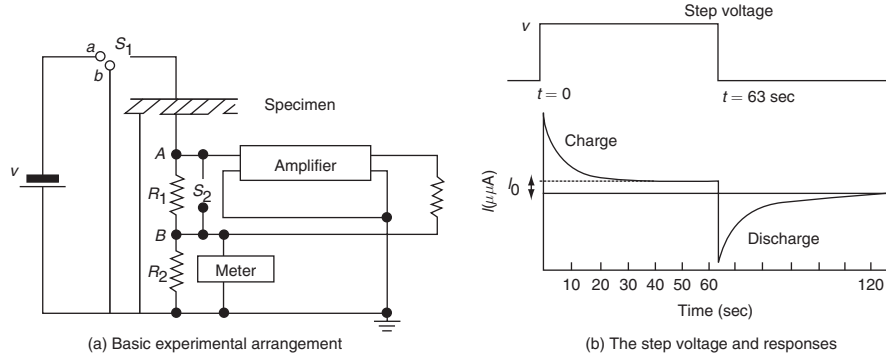 a
S1
b
Specimen
v
A
Amplifier
R1
S2
B
R2
Meter
(a) Basic experimental arrangement
Step voltage
v
t = 0
t = 63 sec
Charge
I0
I(μμA)
Discharge
10 20 30 40 50 60 120
Time (sec)
(b) The step voltage and responses